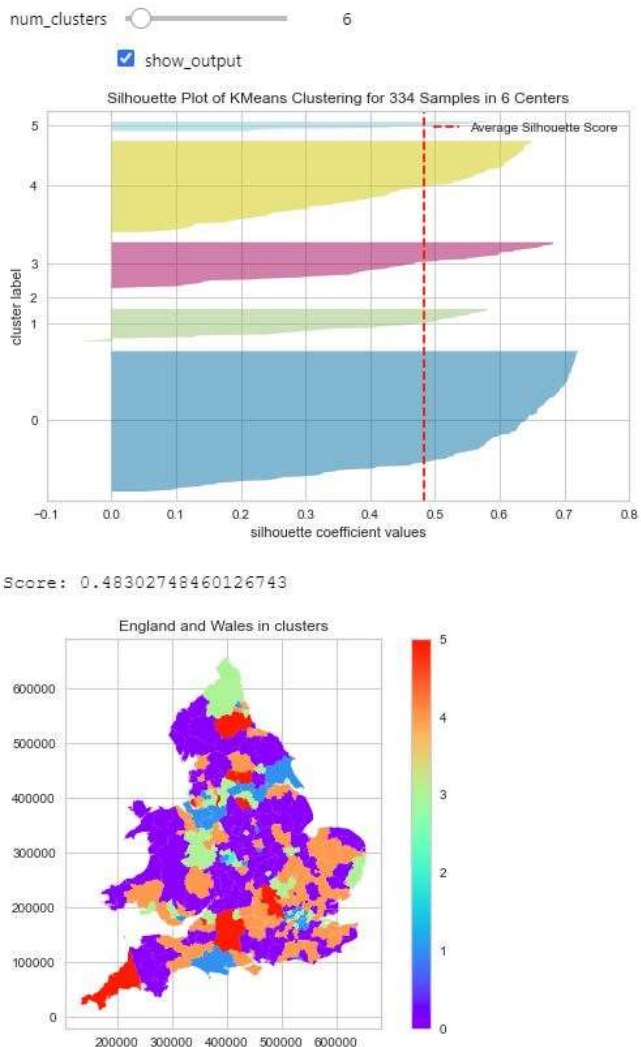 num_clusters 6
show_output
Silhouette Plot of KMeans Clustering for 334 Samples in 6 Centers
Average Silhouette Score
5
4
3
2
1
0
cluster label
−0.1 0.0 0.1 0.2 0.3 0.4 0.5 0.6 0.7 0.8
silhouette coefficient values
Score: 0.48302748460126743
England and Wales in clusters
600000
500000
400000
300000
200000
100000
0
200000 300000 400000 500000 600000
5
4
3
2
1
0